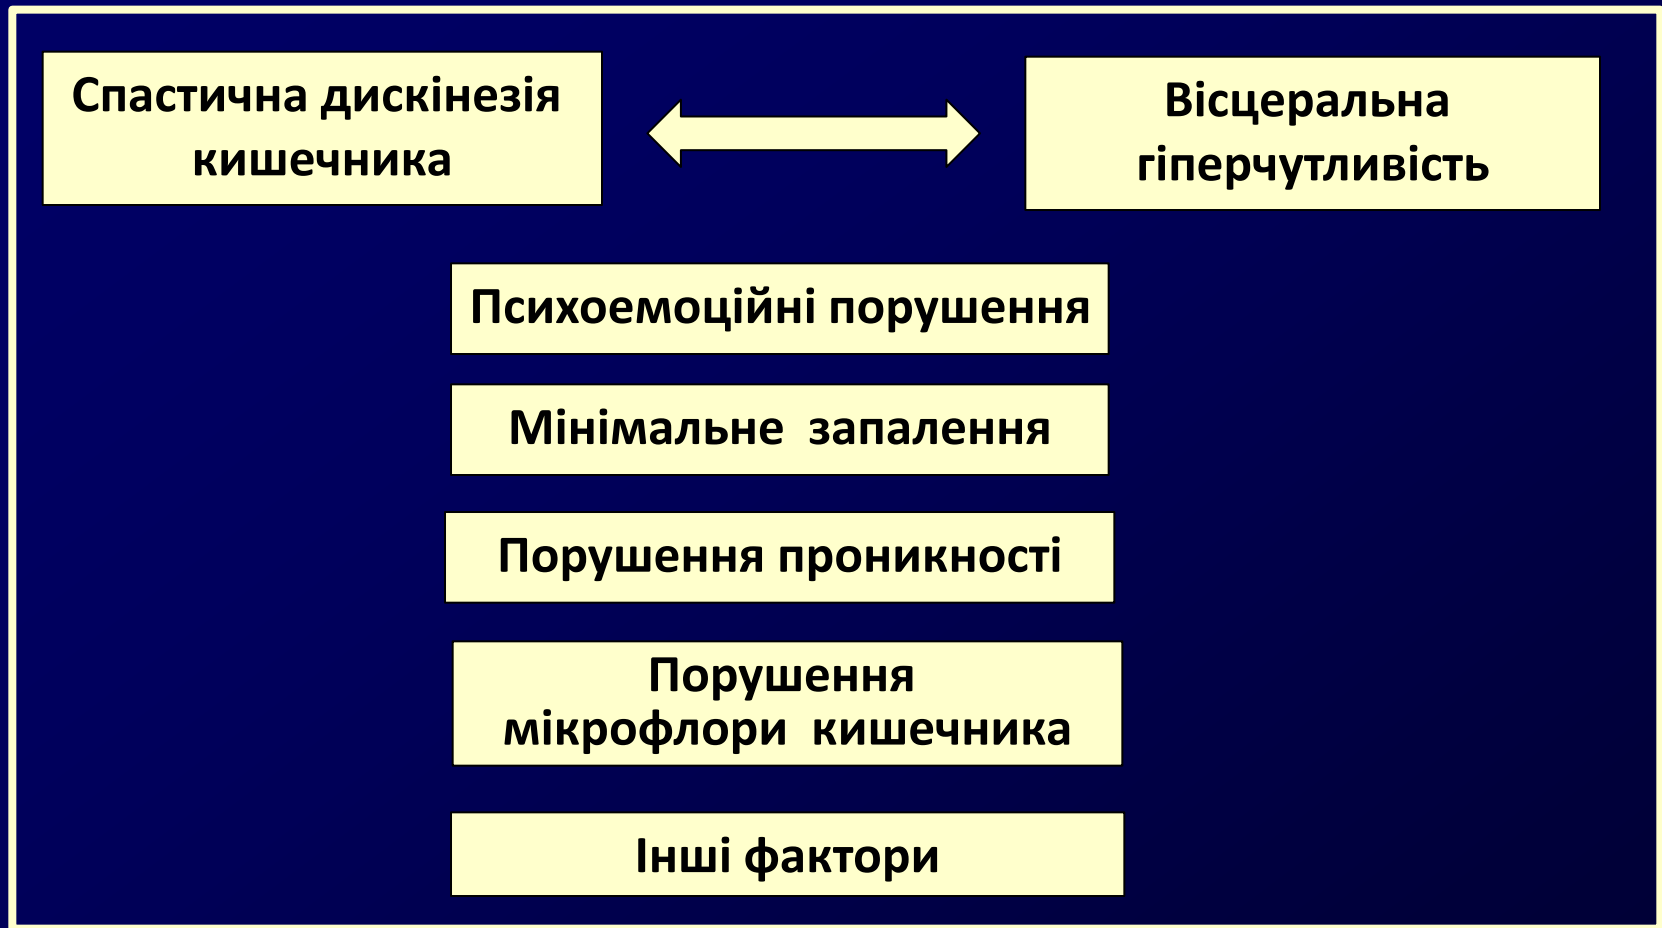 Спастична дискінезія
кишечника
Вісцеральна
гіперчутливість
Психоемоційні порушення
Мінімальне запалення
Порушення проникності
Порушення
мікрофлори кишечника
Інші фактори